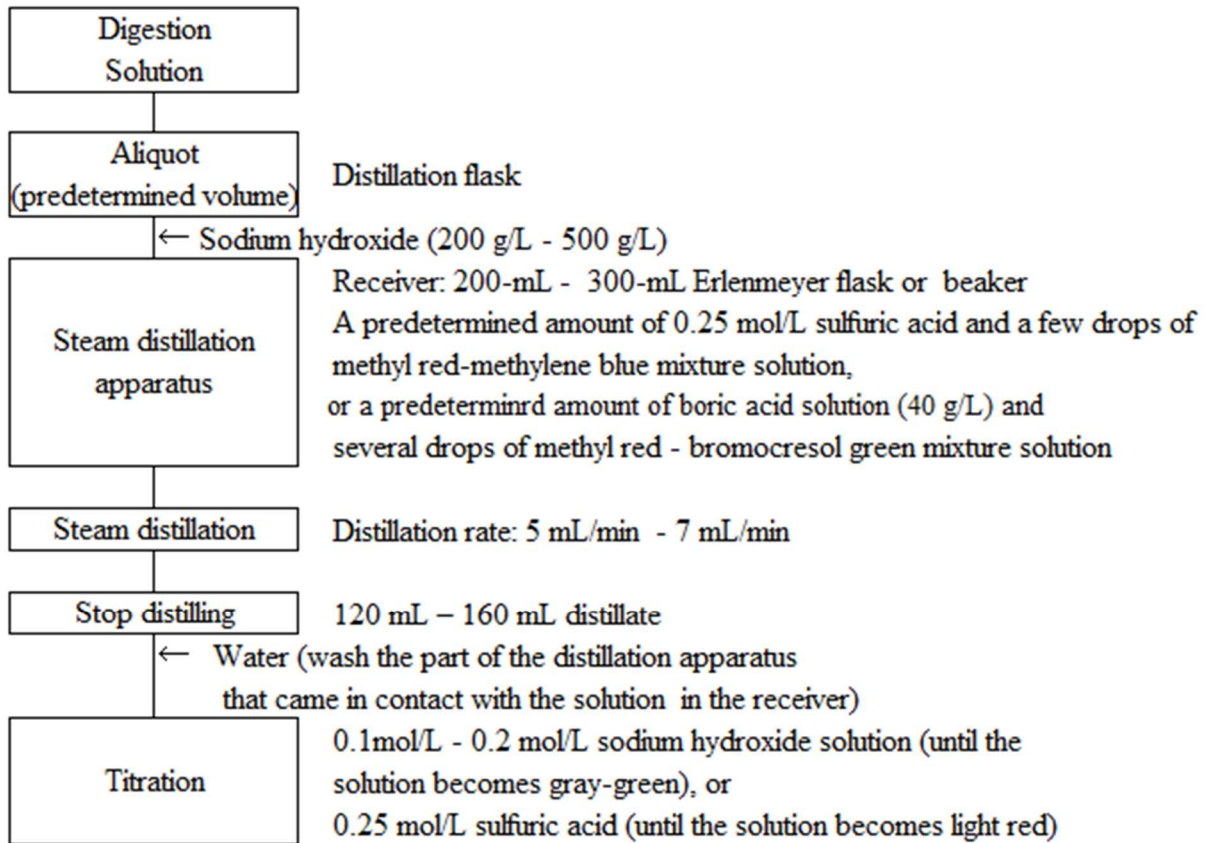 Digestion
Solution
Aliquot
(predetermined volume)
Distillation flask
← Sodium hydroxide (200 g/L - 500 g/L)
Steam distillation
apparatus
Receiver: 200-mL - 300-mL Erlenmeyer flask or beaker
A predetermined amount of 0.25 mol/L sulfuric acid and a few drops of
methyl red-methylene blue mixture solution,
or a predeterminrd amount of boric acid solution (40 g/L) and
several drops of methyl red - bromocresol green mixture solution
Steam distillation
Distillation rate: 5 mL/min - 7 mL/min
Stop distilling
120 mL – 160 mL distillate
← Water (wash the part of the distillation apparatus
that came in contact with the solution in the receiver)
Titration
0.1mol/L - 0.2 mol/L sodium hydroxide solution (until the
solution becomes gray-green), or
0.25 mol/L sulfuric acid (until the solution becomes light red)